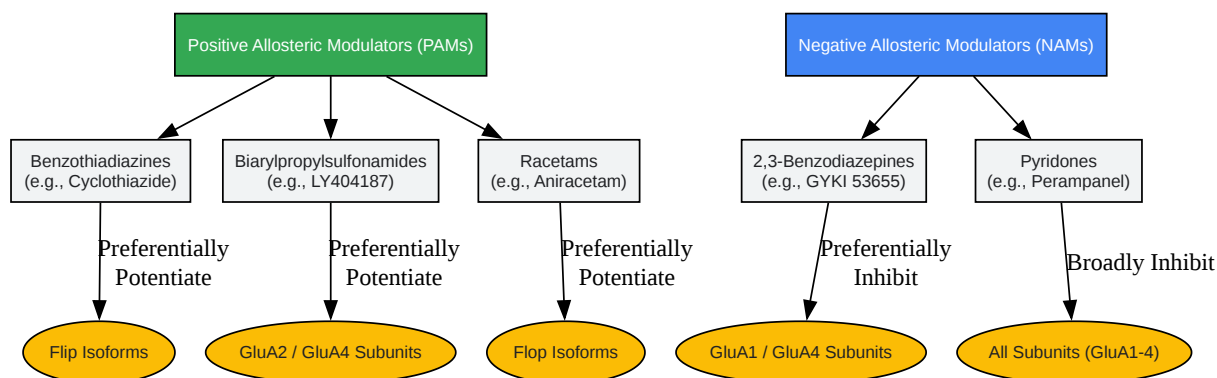 Positive Allosteric Modulators (PAMs)
Negative Allosteric Modulators (NAMs)
Benzothiadiazines
(e.g., Cyclothiazide)
Biarylpropylsulfonamides
(e.g., LY404187)
Racetams
(e.g., Aniracetam)
2,3-Benzodiazepines
(e.g., GYKI 53655)
Pyridones
(e.g., Perampanel)
Preferentially
Potentiate
Preferentially
Potentiate
Preferentially
Potentiate
Preferentially
Inhibit
Broadly Inhibit
Flip Isoforms
GluA2 / GluA4 Subunits
Flop Isoforms
GluA1 / GluA4 Subunits
All Subunits (GluA1-4)